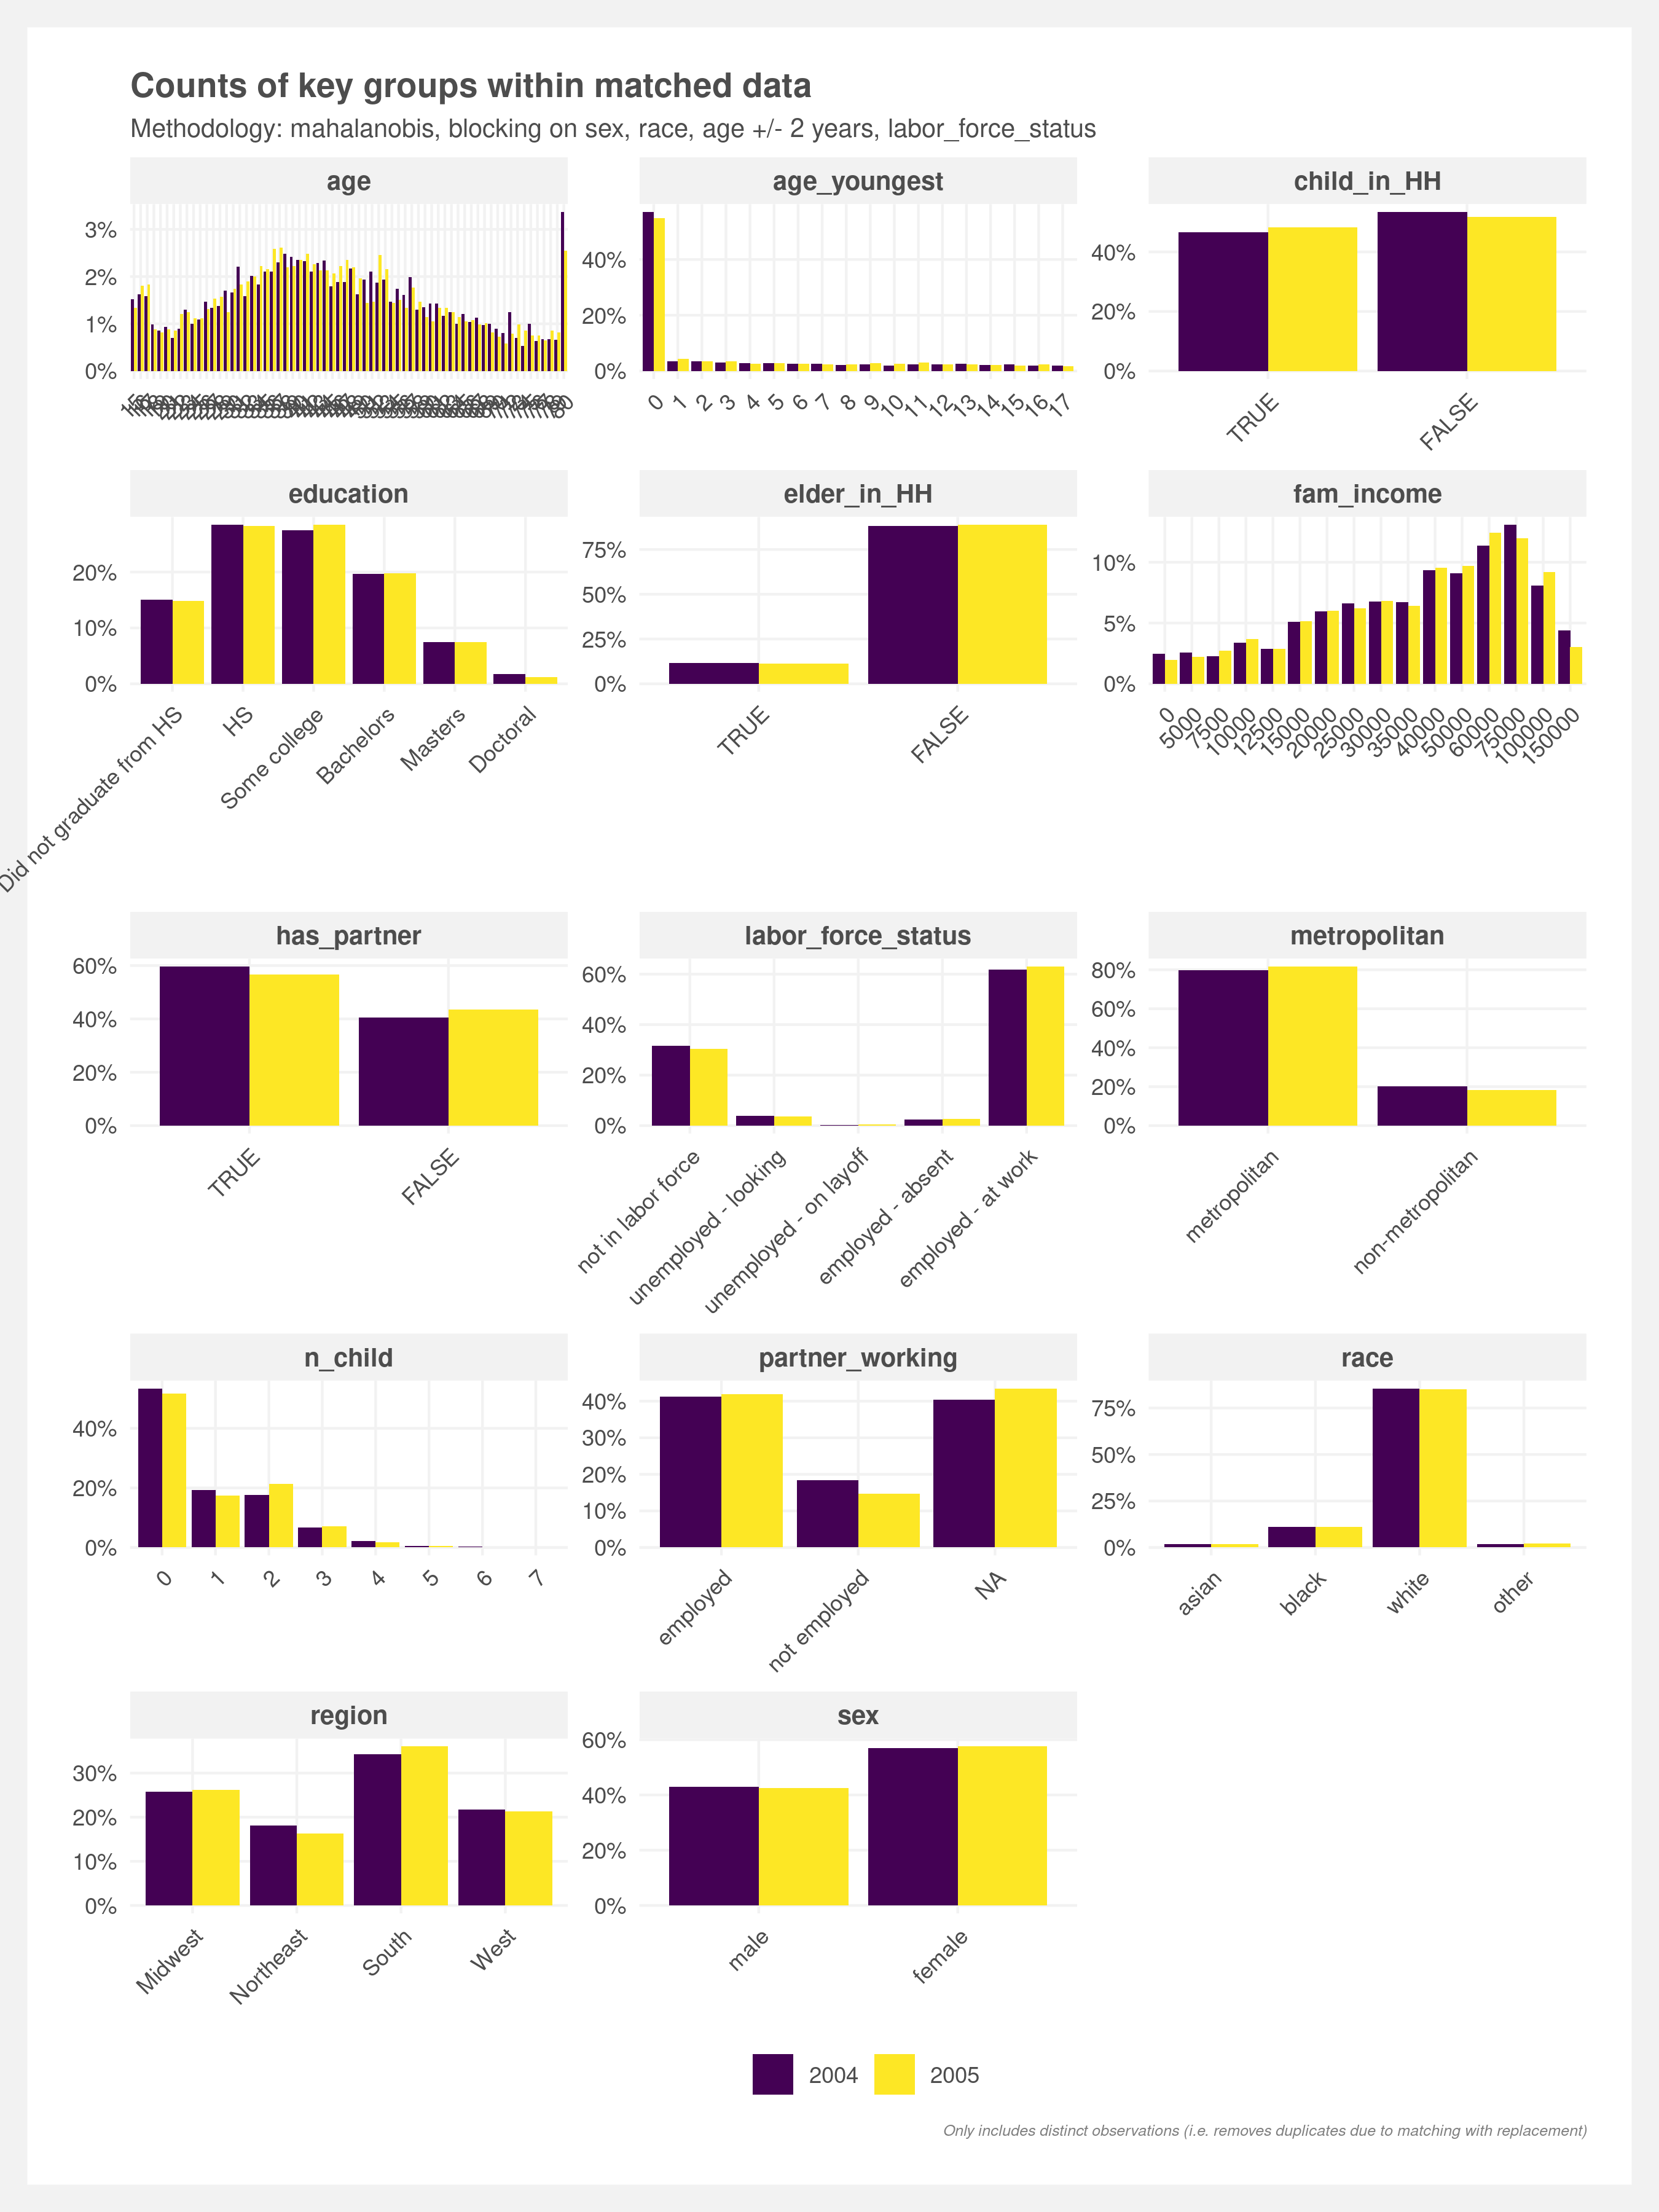 Counts of key groups within matched data
Methodology: mahalanobis, blocking on sex, race, age +/- 2 years, labor_force_status
age
3%
2%
1%
0%
age_youngest
40%
20%
0%
0 1 2 3 4 5 6 7 8 9 10 11 12 13 14 15 16 17
child_in_HH
40%
20%
0%
TRUE FALSE
education
20%
10%
0%
Did not graduate from HS HS Some college Bachelors Masters Doctoral
elder_in_HH
75%
50%
25%
0%
TRUE FALSE
fam_income
10%
5%
0%
0 5000 7500 10000 12500 15000 20000 25000 30000 35000 40000 50000 60000 75000 100000 150000
has_partner
60%
40%
20%
0%
TRUE FALSE
labor_force_status
60%
40%
20%
0%
not in labor force unemployed - looking unemployed - on layoff employed - absent employed - at work
metropolitan
80%
60%
40%
20%
0%
metropolitan non-metropolitan
n_child
40%
20%
0%
0 1 2 3 4 5 6 7
partner_working
40%
30%
20%
10%
0%
employed not employed NA
race
75%
50%
25%
0%
asian black white other
region
30%
20%
10%
0%
Midwest Northeast South West
sex
60%
40%
20%
0%
male female
2004 2005
Only includes distinct observations (i.e. removes duplicates due to matching with replacement)